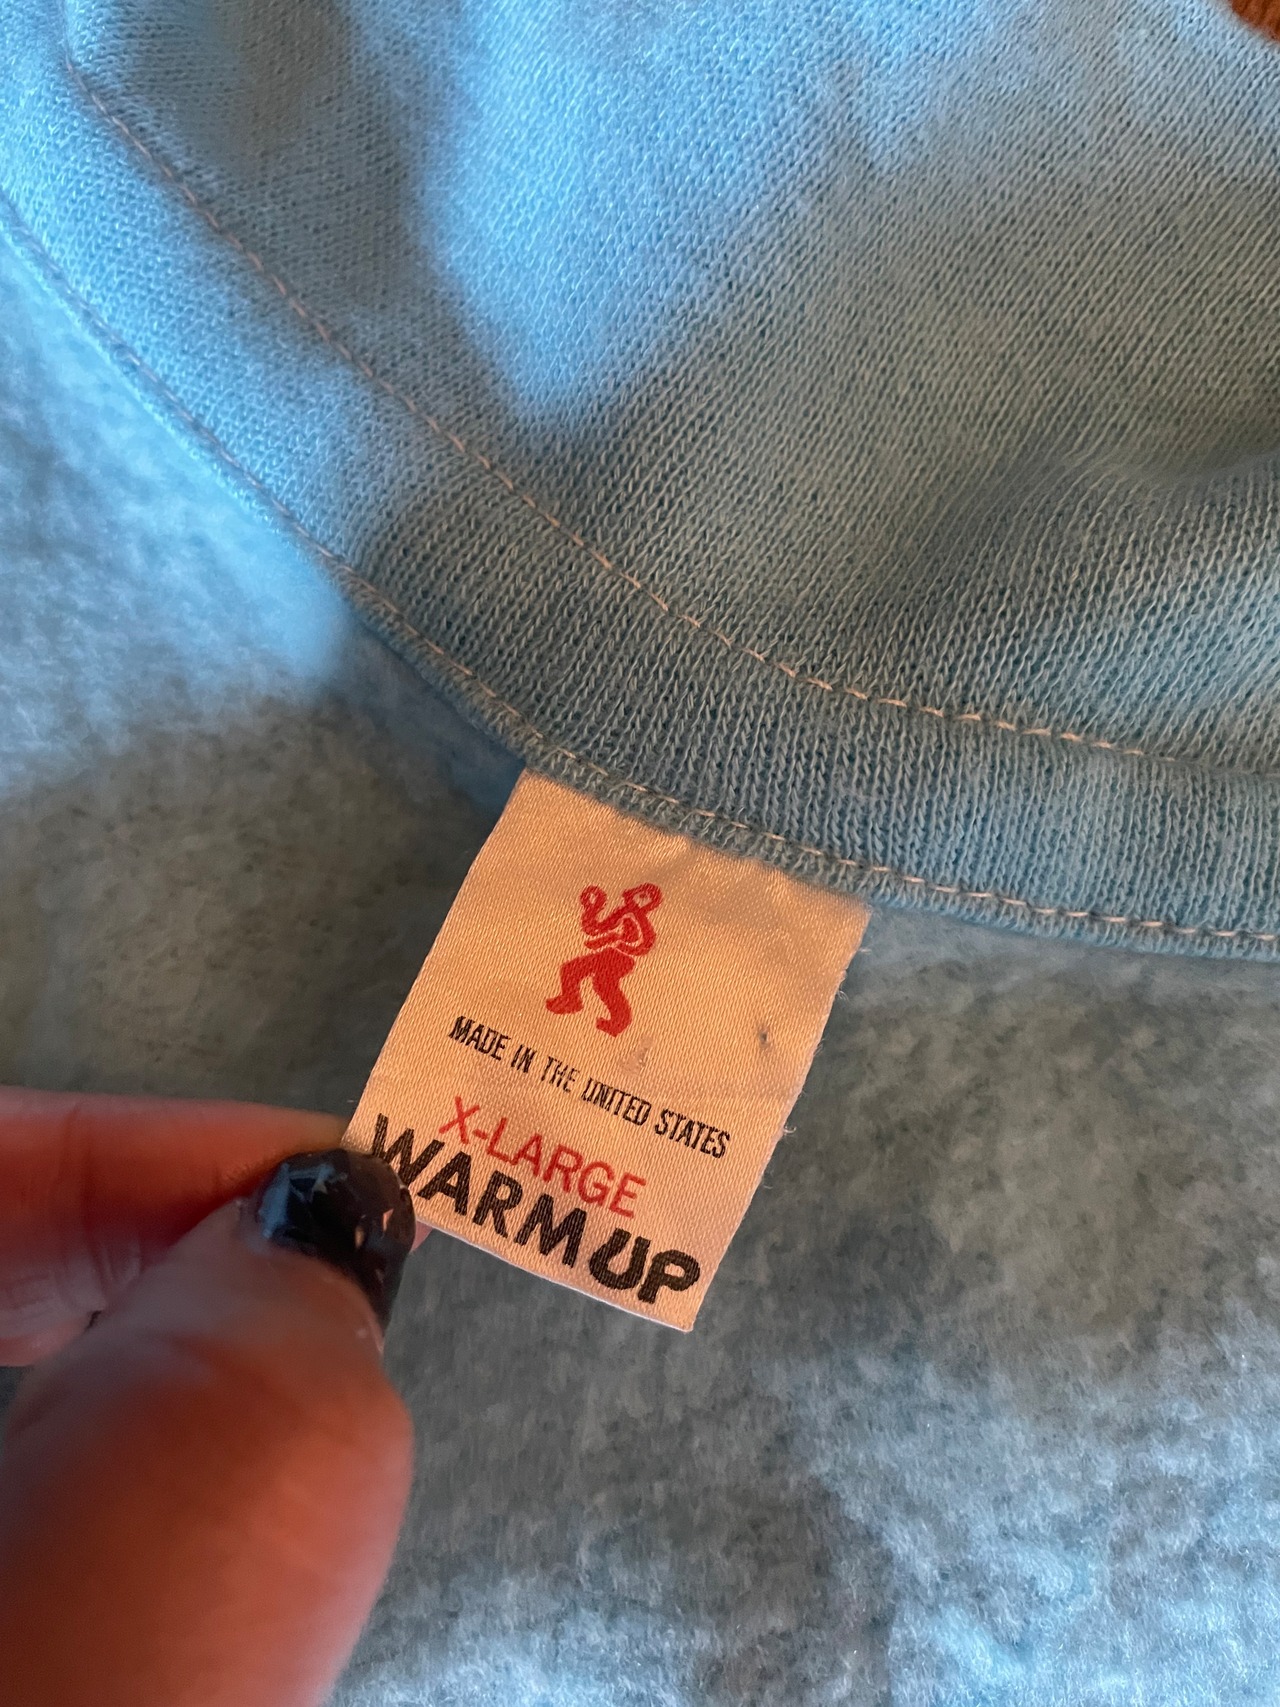 MADE IN THE UNITED STATES
X-LARGE
WARM UP